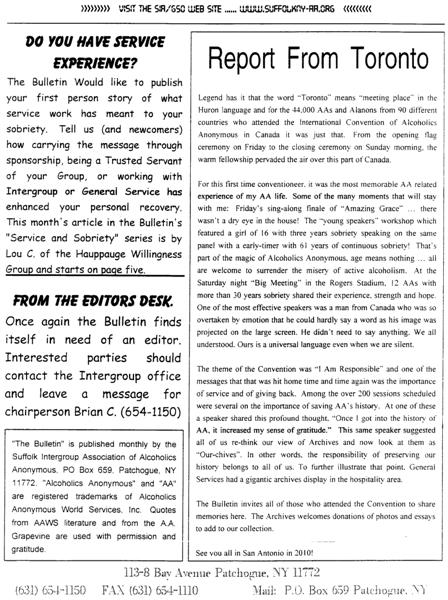 »»»»» VISIT THE SIA/GSO WEB SITE ...... WWW.SUFFOLKNY-AA.ORG «««««
DO YOU HAVE SERVICE
EXPERIENCE?
The Bulletin Would like to publish
your first person story of what
service work has meant to your
sobriety. Tell us (and newcomers)
how carrying the message through
sponsorship, being a Trusted Servant
of your Group, or working with
Intergroup or General Service has
enhanced your personal recovery.
This month's article in the Bulletin's
"Service and Sobriety" series is by
Lou C. of the Hauppauge Willingness
Group and starts on page five.
FROM THE EDITORS DESK.
Once again the Bulletin finds
itself in need of an editor.
Interested parties should
contact the Intergroup office
and leave a message for
chairperson Brian C. (654-1150)
"The Bulletin" is published monthly by the
Suffolk Intergroup Association of Alcoholics
Anonymous, PO Box 659, Patchogue, NY
11772. "Alcoholics Anonymous" and "AA"
are registered trademarks of Alcoholics
Anonymous World Services, Inc. Quotes
from AAWS literature and from the A.A.
Grapevine are used with permission and
gratitude.
Report From Toronto
Legend has it that the word "Toronto" means "meeting place" in the
Huron language and for the 44,000 AAs and Alanons from 90 different
countries who attended the International Convention of Alcoholics
Anonymous in Canada it was just that. From the opening flag
ceremony on Friday to the closing ceremony on Sunday morning, the
warm fellowship pervaded the air over this part of Canada.
For this first time conventioneer, it was the most memorable AA related
experience of my AA life. Some of the many moments that will stay
with me: Friday's sing-along finale of "Amazing Grace" ... there
wasn't a dry eye in the house! The "young speakers" workshop which
featured a girl of 16 with three years sobriety speaking on the same
panel with a early-timer with 61 years of continuous sobriety! That's
part of the magic of Alcoholics Anonymous, age means nothing ... all
are welcome to surrender the misery of active alcoholism. At the
Saturday night "Big Meeting" in the Rogers Stadium, 12 AAs with
more than 30 years sobriety shared their experience, strength and hope.
One of the most effective speakers was a man from Canada who was so
overtaken by emotion that he could hardly say a word as his image was
projected on the large screen. He didn't need to say anything. We all
understood. Ours is a universal language even when we are silent.
The theme of the Convention was "I Am Responsible" and one of the
messages that that was hit home time and time again was the importance
of service and of giving back. Among the over 200 sessions scheduled
were several on the importance of saving AA's history. At one of these
a speaker shared this profound thought, "Once I got into the history of
AA, it increased my sense of gratitude." This same speaker suggested
all of us re-think our view of Archives and now look at them as
"Our-chives". In other words, the responsibility of preserving our
history belongs to all of us. To further illustrate that point, General
Services had a gigantic archives display in the hospitality area.
The Bulletin invites all of those who attended the Convention to share
memories here. The Archives welcomes donations of photos and essays
to add to our collection.
See you all in San Antonio in 2010!
113-8 Bay Avenue Patchogue, NY 11772
(631) 654-1150 FAX (631) 654-1110 Mail: P.O. Box 659 Patchogue, NY